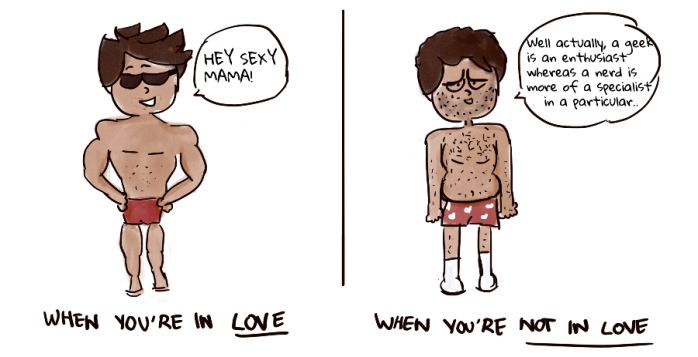 HEY SEXY
MAMA!
Well actually, a geek
is an enthusiast
whereas a nerd is
more of a specialist
in a particular..
WHEN YOU'RE IN LOVE
WHEN YOU'RE NOT IN LOVE